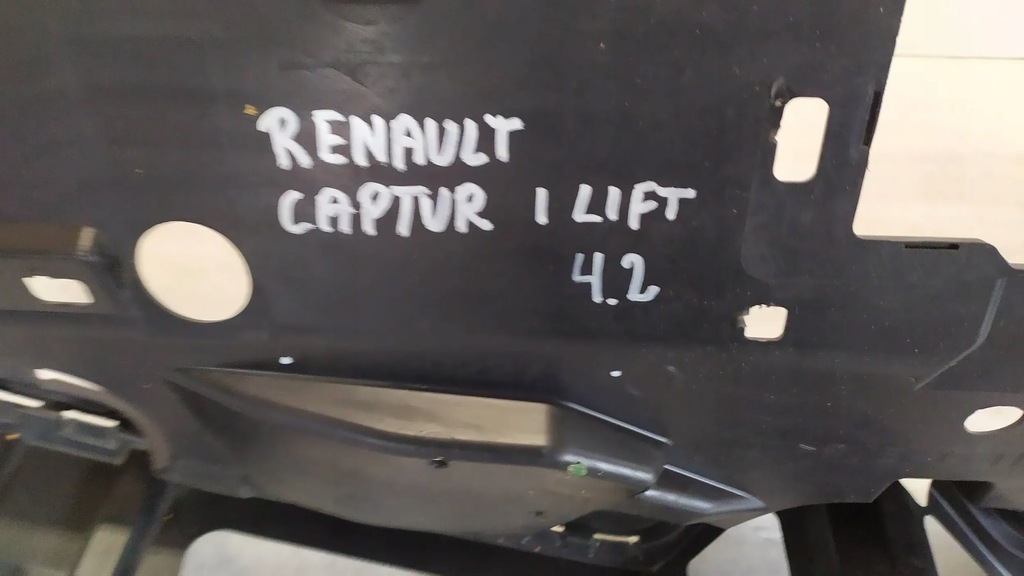 RENAULT
CAPTUR I LIFT
4.2